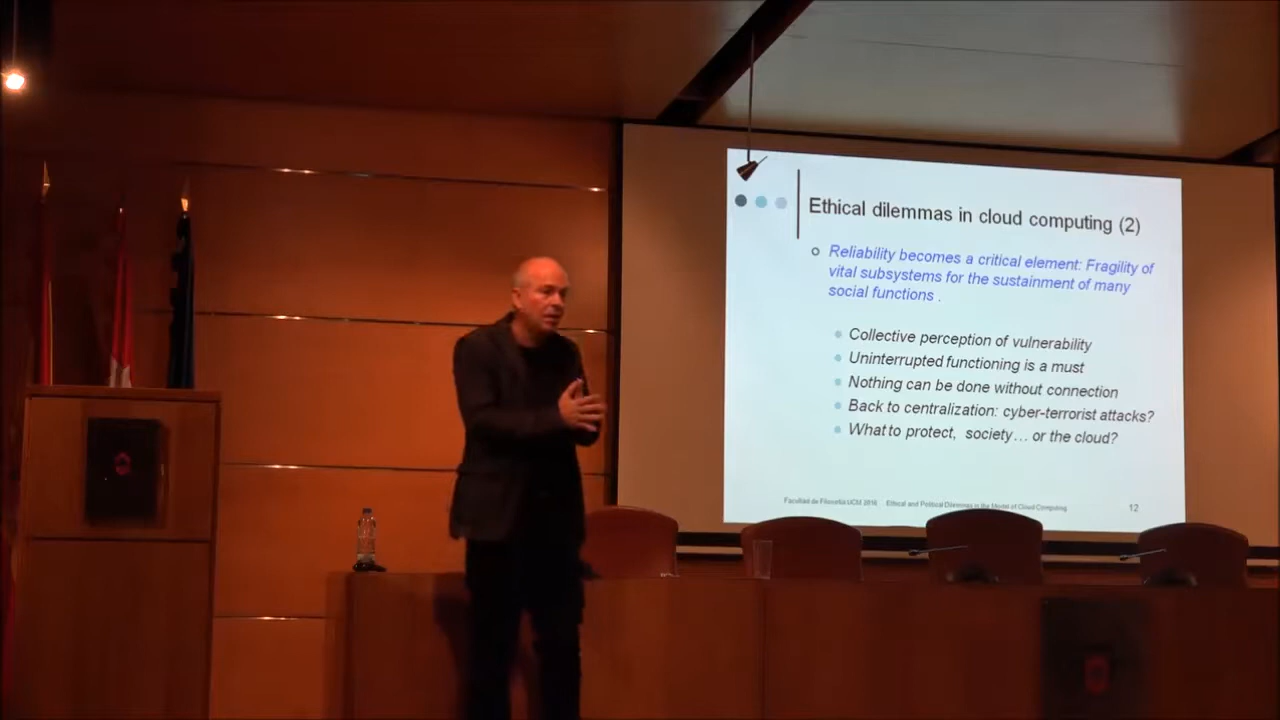 Ethical dilemmas in cloud computing (2)
Reliability becomes a critical element: Fragility of
vital subsystems for the sustainment of many
social functions .
Collective perception of vulnerability
Uninterrupted functioning is a must
Nothing can be done without connection
Back to centralization: cyber-terrorist attacks?
What to protect, society… or the cloud?
Facultad de Filosofia UCM 2016 Ethical and Political Dilemmas in the Model of Cloud Computing
12